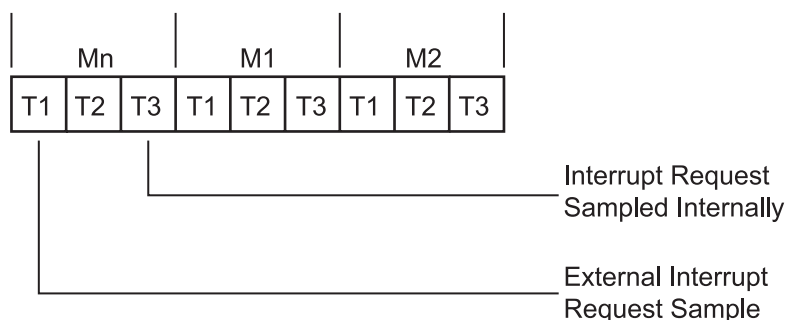 Mn M1 M2
T1 T2 T3 T1 T2 T3 T1 T2 T3
Interrupt Request
Sampled Internally
External Interrupt
Request Sample